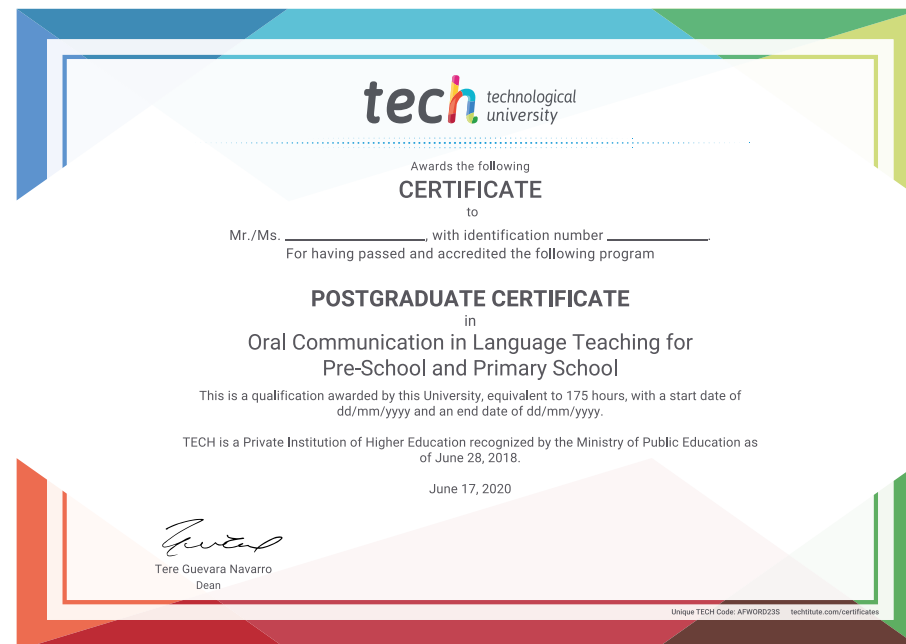 tech technological
university
Awards the following
CERTIFICATE
to
Mr./Ms. ____________________, with identification number ______________.
For having passed and accredited the following program
POSTGRADUATE CERTIFICATE
in
Oral Communication in Language Teaching for
Pre-School and Primary School
This is a qualification awarded by this University, equivalent to 175 hours, with a start date of
dd/mm/yyyy and an end date of dd/mm/yyyy.
TECH is a Private Institution of Higher Education recognized by the Ministry of Public Education as
of June 28, 2018.
June 17, 2020
Tere Guevara Navarro
Dean
Unique TECH Code: AFWORD23S techtitute.com/certificates